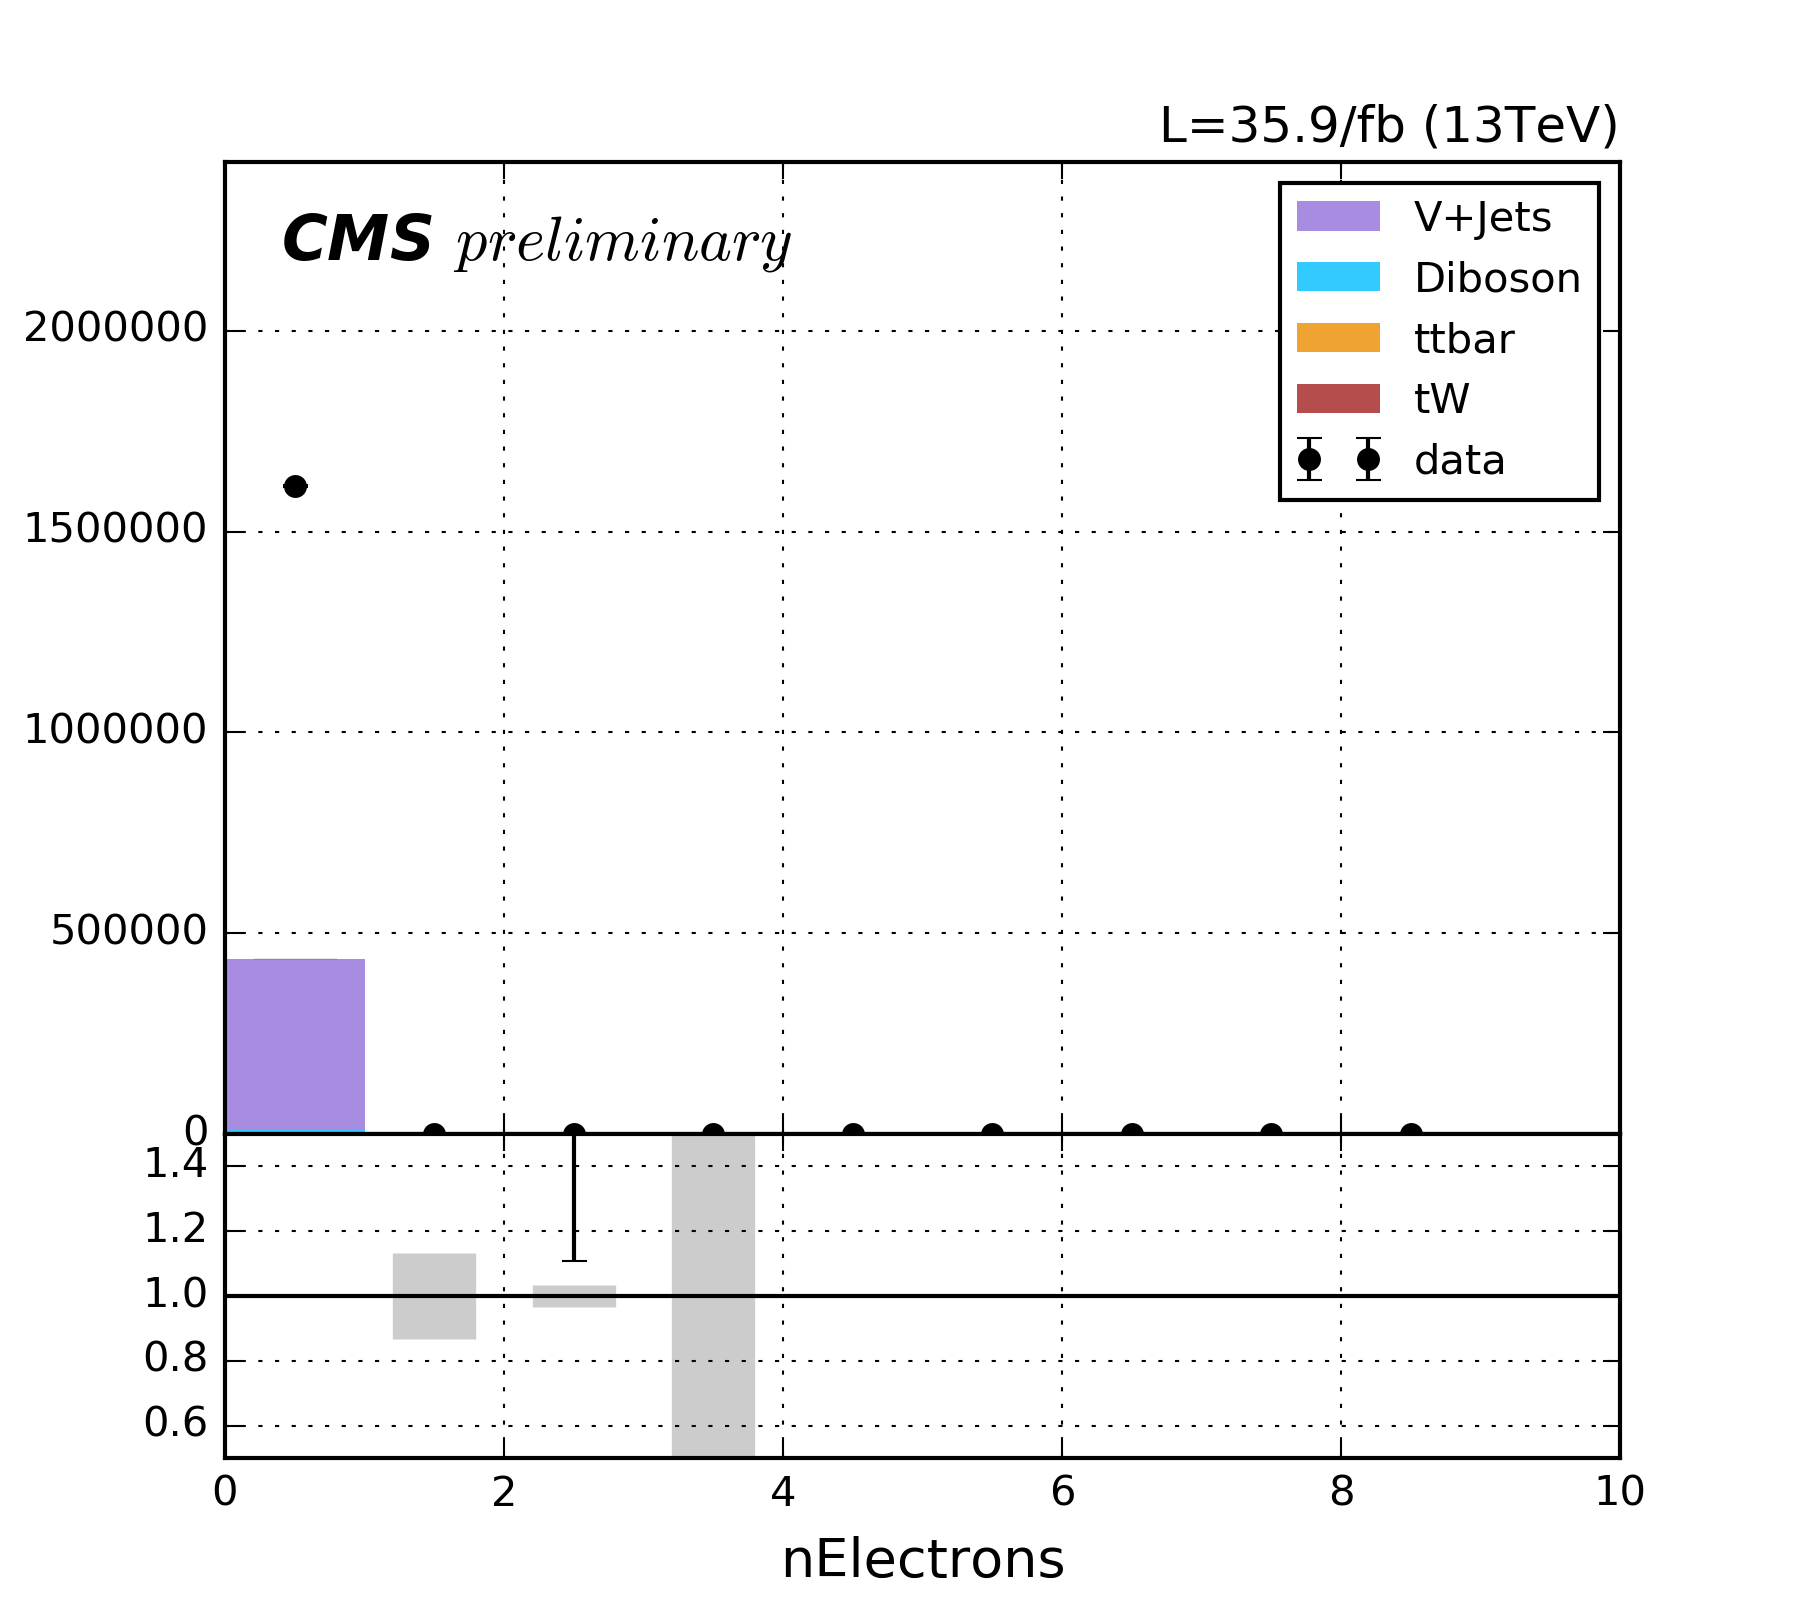 L=35.9/fb (13TeV)
CMS preliminary
V+Jets
Diboson
ttbar
tW
data
2000000
1500000
1000000
500000
0
1.4
1.2
1.0
0.8
0.6
0 2 4 6 8 10
nElectrons